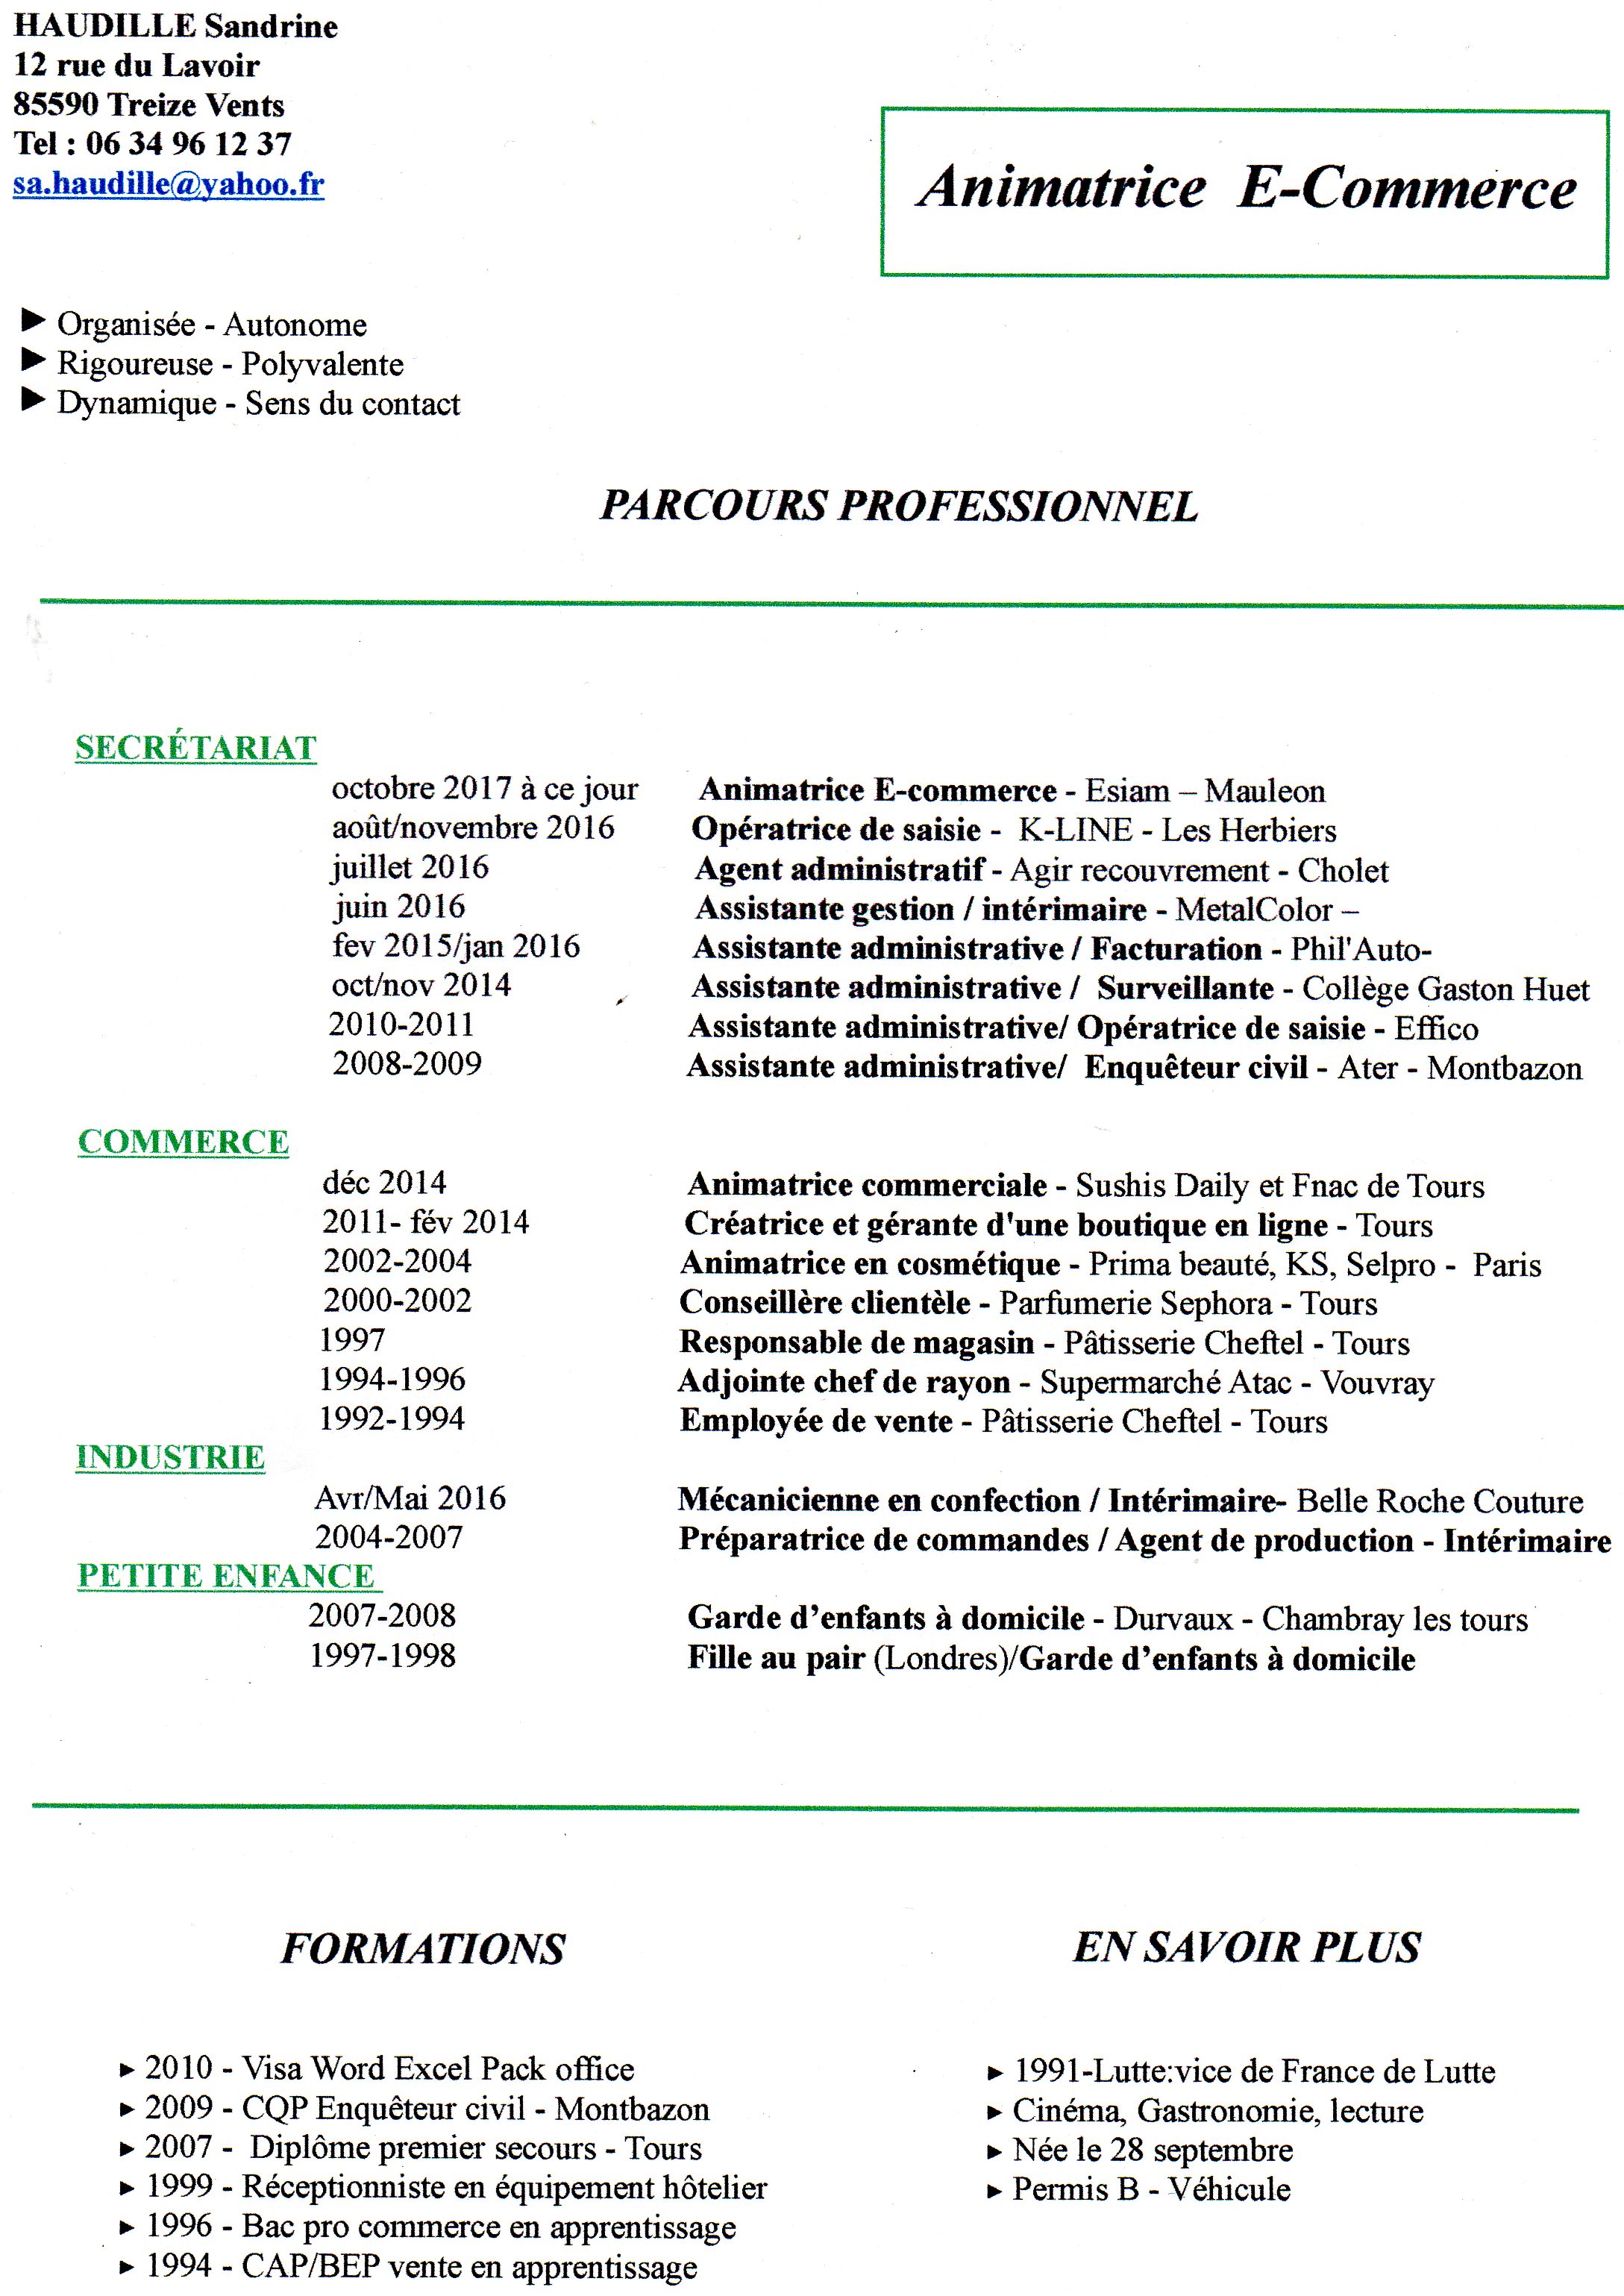 HAUDILLE Sandrine
12 rue du Lavoir
85590 Treize Vents
Tel : 06 34 96 12 37
sa.haudille@yahoo.fr
Animatrice E-Commerce
► Organisée - Autonome
► Rigoureuse - Polyvalente
► Dynamique - Sens du contact
PARCOURS PROFESSIONNEL
SECRÉTARIAT
octobre 2017 à ce jour Animatrice E-commerce - Esiam – Mauleon
août/novembre 2016 Opératrice de saisie - K-LINE - Les Herbiers
juillet 2016 Agent administratif - Agir recouvrement - Cholet
juin 2016 Assistante gestion / intérimaire - MetalColor –
fev 2015/jan 2016 Assistante administrative / Facturation - Phil'Auto-
oct/nov 2014 Assistante administrative / Surveillante - Collège Gaston Huet
2010-2011 Assistante administrative/ Opératrice de saisie - Effico
2008-2009 Assistante administrative/ Enquêteur civil - Ater - Montbazon
COMMERCE
déc 2014 Animatrice commerciale - Sushis Daily et Fnac de Tours
2011- fév 2014 Créatrice et gérante d'une boutique en ligne - Tours
2002-2004 Animatrice en cosmétique - Prima beauté, KS, Selpro - Paris
2000-2002 Conseillère clientèle - Parfumerie Sephora - Tours
1997 Responsable de magasin - Pâtisserie Cheftel - Tours
1994-1996 Adjointe chef de rayon - Supermarché Atac - Vouvray
1992-1994 Employée de vente - Pâtisserie Cheftel - Tours
INDUSTRIE
Avr/Mai 2016 Mécanicienne en confection / Intérimaire- Belle Roche Couture
2004-2007 Préparatrice de commandes / Agent de production - Intérimaire
PETITE ENFANCE
2007-2008 Garde d’enfants à domicile - Durvaux - Chambray les tours
1997-1998 Fille au pair (Londres)/Garde d’enfants à domicile
FORMATIONS
► 2010 - Visa Word Excel Pack office
► 2009 - CQP Enquêteur civil - Montbazon
► 2007 - Diplôme premier secours - Tours
► 1999 - Réceptionniste en équipement hôtelier
► 1996 - Bac pro commerce en apprentissage
► 1994 - CAP/BEP vente en apprentissage
EN SAVOIR PLUS
► 1991-Lutte:vice de France de Lutte
► Cinéma, Gastronomie, lecture
► Née le 28 septembre
► Permis B - Véhicule